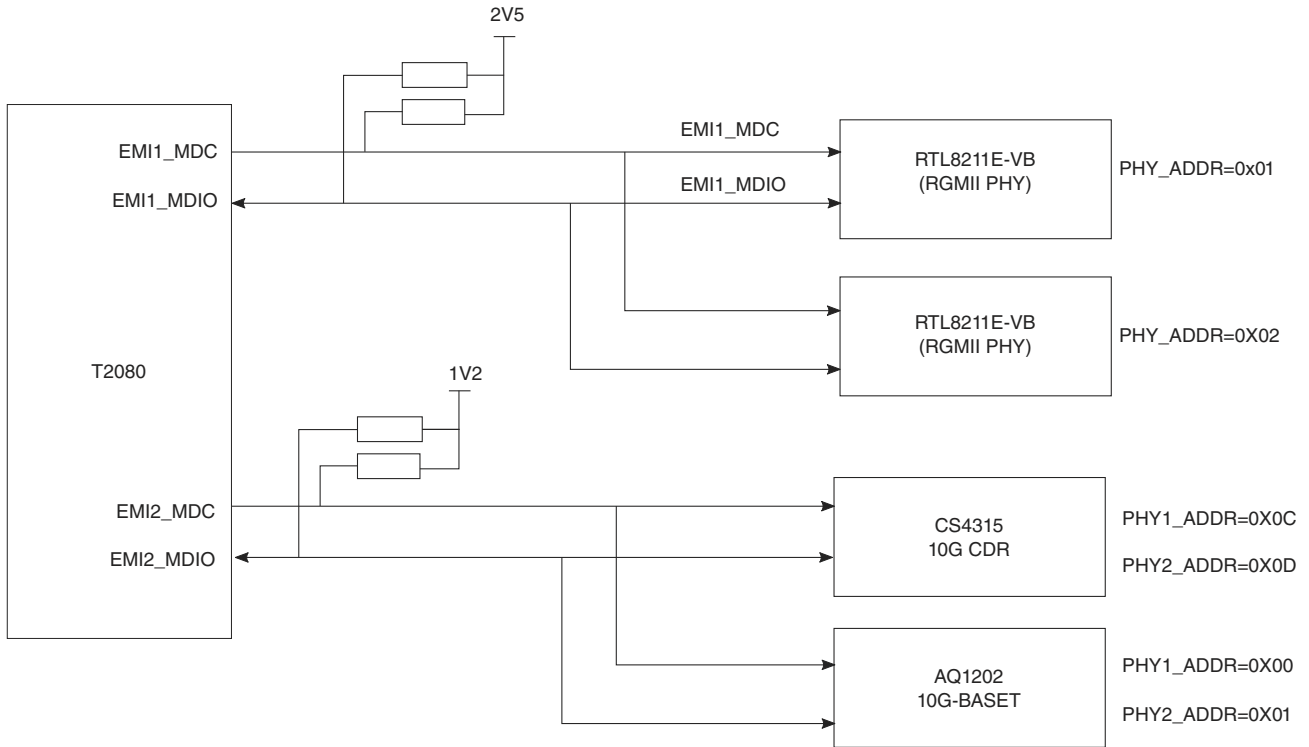 2V5
EMI1_MDC
EMI1_MDC
RTL8211E-VB
(RGMII PHY)
PHY_ADDR=0x01
EMI1_MDIO
EMI1_MDIO
RTL8211E-VB
(RGMII PHY)
PHY_ADDR=0X02
T2080
1V2
EMI2_MDC
EMI2_MDIO
CS4315
10G CDR
PHY1_ADDR=0X0C
PHY2_ADDR=0X0D
AQ1202
10G-BASET
PHY1_ADDR=0X00
PHY2_ADDR=0X01